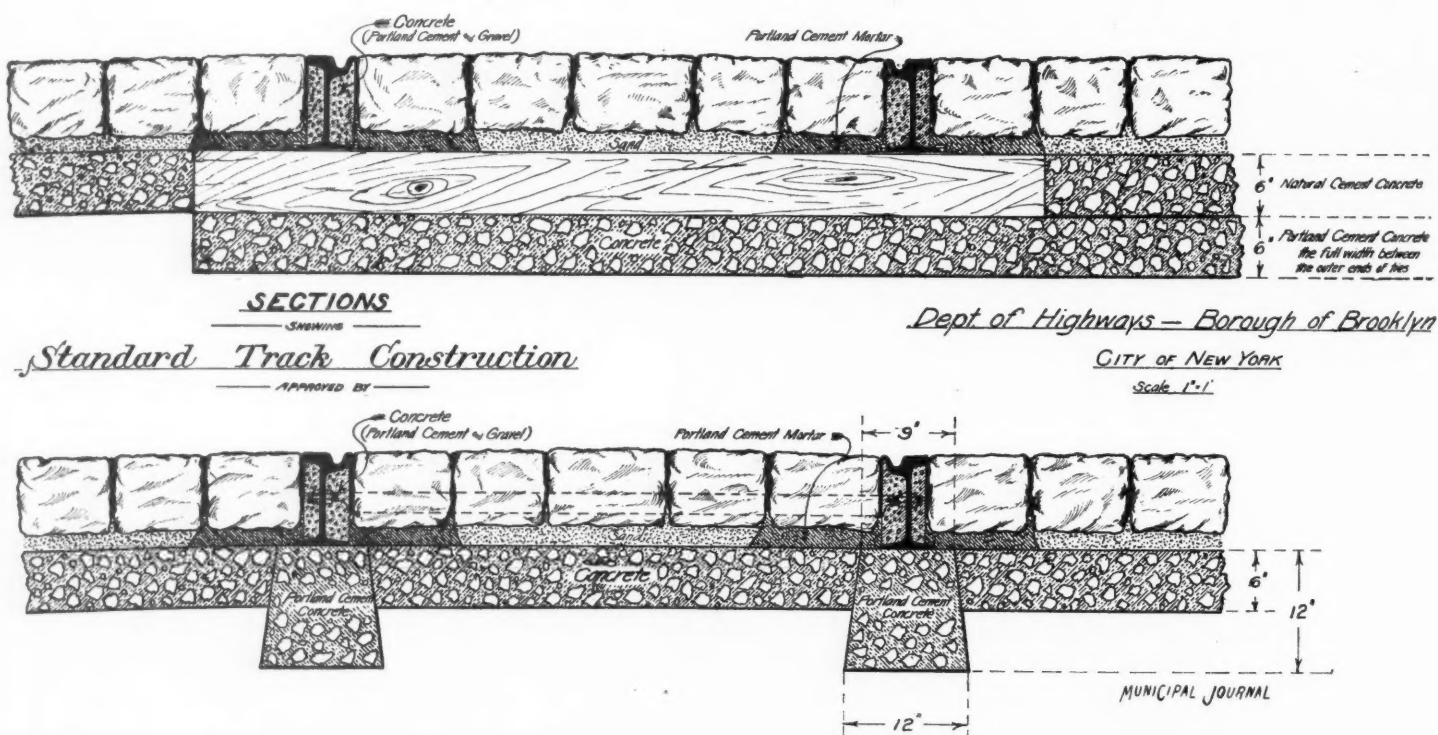 Concrete
(Portland Cement & Gravel)
Portland Cement Mortar
Sand
6" Natural Cement Concrete
Concrete
6" Portland Cement Concrete
the full width between
the outer ends of ties
SECTIONS
SHOWING
Standard Track Construction
APPROVED BY
Dept. of Highways — Borough of Brooklyn
CITY OF NEW YORK
Scale 1"=1'
Concrete
(Portland Cement & Gravel)
Portland Cement Mortar
9"
Sand
Concrete
Portland Cement
Concrete
Portland Cement
Concrete
6"
12"
12"
MUNICIPAL JOURNAL